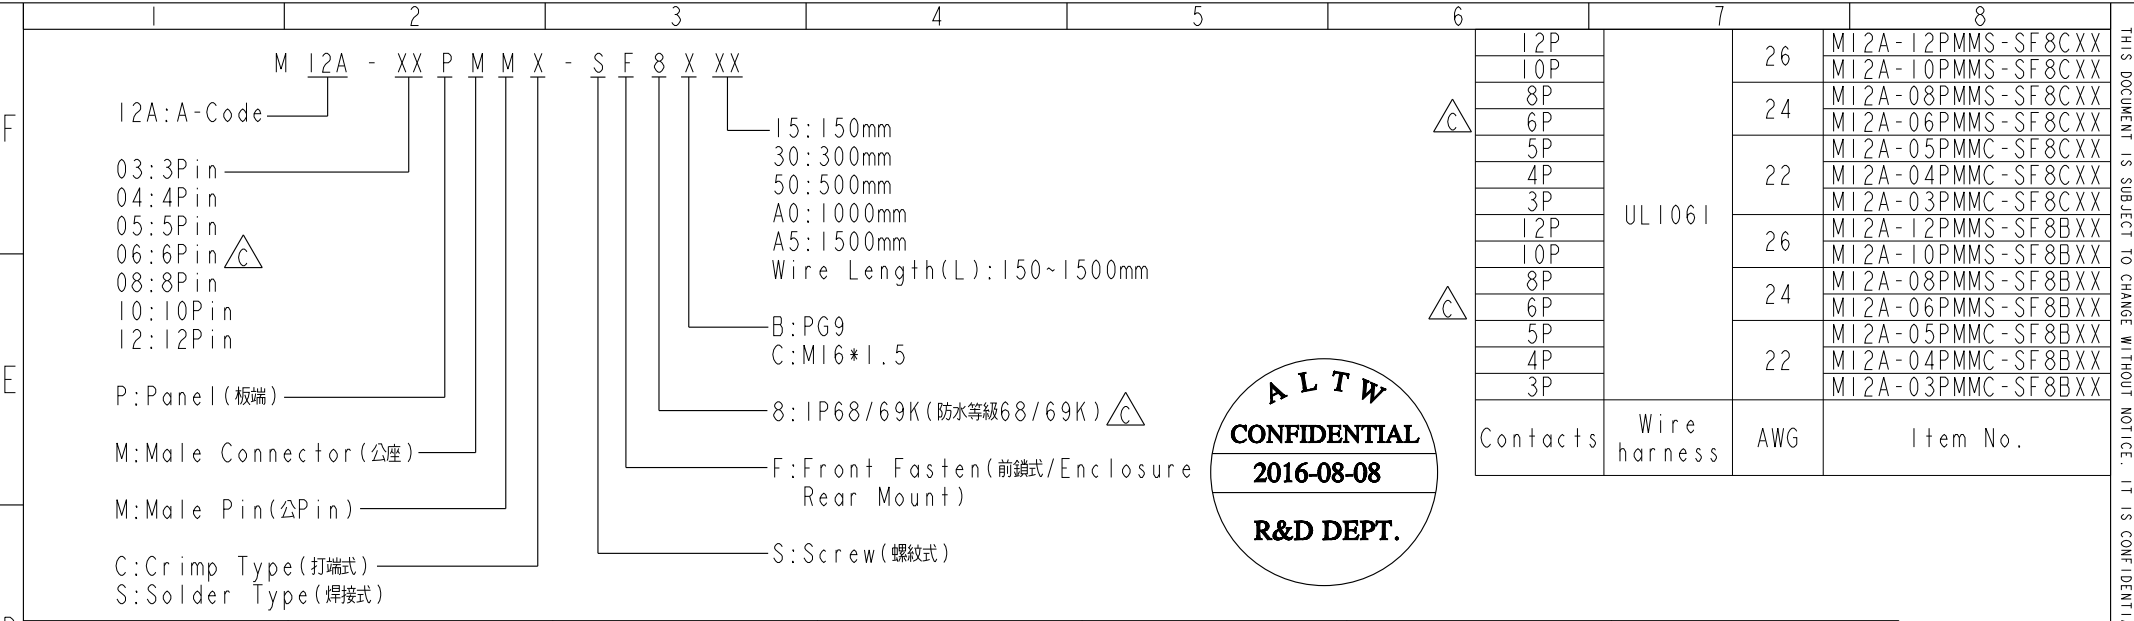 1 2 3 4 5 6 7 8
F
E
M 12A - XX P M M X - S F 8 X XX
12A:A-Code
03:3Pin
04:4Pin
05:5Pin
06:6Pin C
08:8Pin
10:10Pin
12:12Pin
P:Panel(板端)
M:Male Connector(公座)
M:Male Pin(公Pin)
C:Crimp Type(打端式)
S:Solder Type(焊接式)
15:150mm
30:300mm
50:500mm
A0:1000mm
A5:1500mm
Wire Length(L):150~1500mm
B:PG9
C:M16*1.5
8:IP68/69K(防水等級68/69K) C
F:Front Fasten(前鎖式/Enclosure
Rear Mount)
S:Screw(螺紋式)
ALTW
CONFIDENTIAL
2016-08-08
R&D DEPT.
12P UL1061 26 M12A-12PMMS-SF8CXX
10P M12A-10PMMS-SF8CXX
8P 24 M12A-08PMMS-SF8CXX
C 6P M12A-06PMMS-SF8CXX
5P 22 M12A-05PMMC-SF8CXX
4P M12A-04PMMC-SF8CXX
3P M12A-03PMMC-SF8CXX
12P 26 M12A-12PMMS-SF8BXX
10P M12A-10PMMS-SF8BXX
8P 24 M12A-08PMMS-SF8BXX
C 6P M12A-06PMMS-SF8BXX
5P 22 M12A-05PMMC-SF8BXX
4P M12A-04PMMC-SF8BXX
3P M12A-03PMMC-SF8BXX
Contacts Wire harness AWG Item No.
THIS DOCUMENT IS SUBJECT TO CHANGE WITHOUT NOTICE. IT IS CONFIDENTI